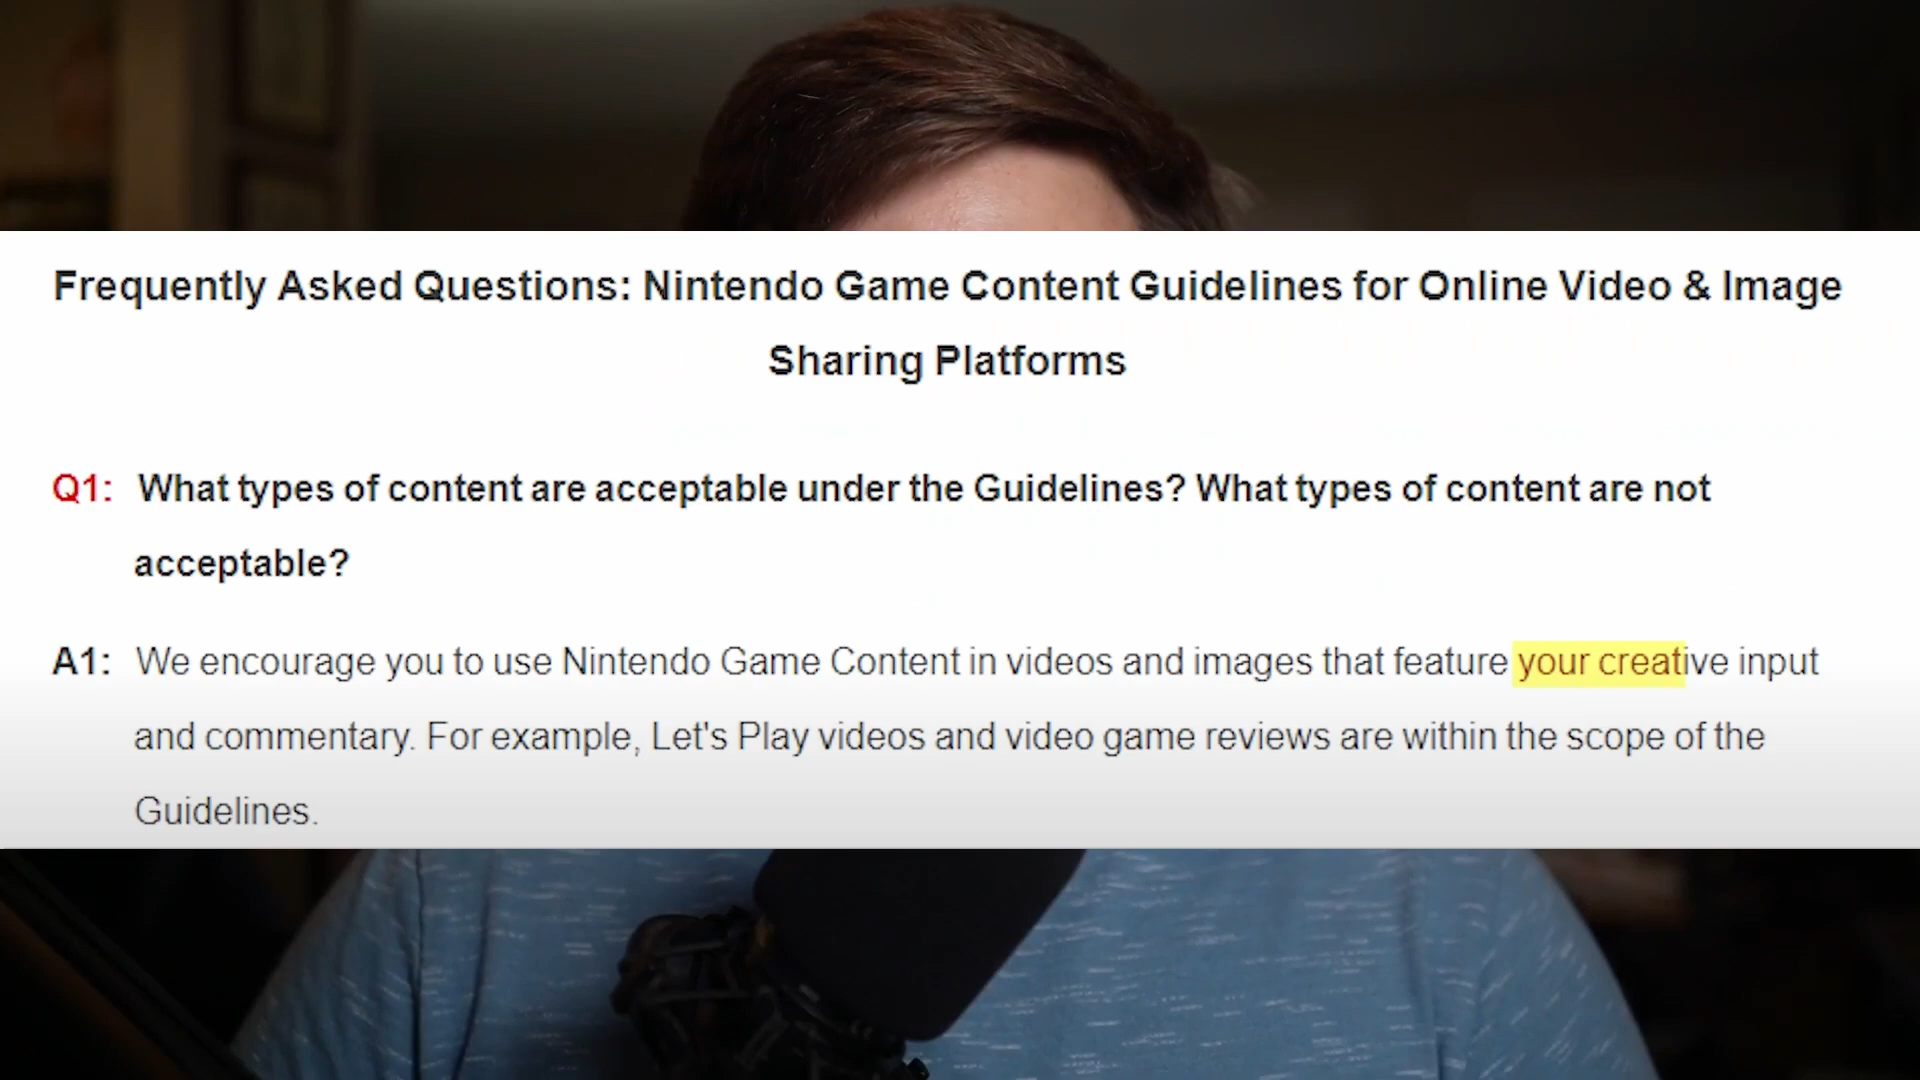 Frequently Asked Questions: Nintendo Game Content Guidelines for Online Video & Image
Sharing Platforms
Q1: What types of content are acceptable under the Guidelines? What types of content are not
acceptable?
A1: We encourage you to use Nintendo Game Content in videos and images that feature your creative input
and commentary. For example, Let's Play videos and video game reviews are within the scope of the
Guidelines.